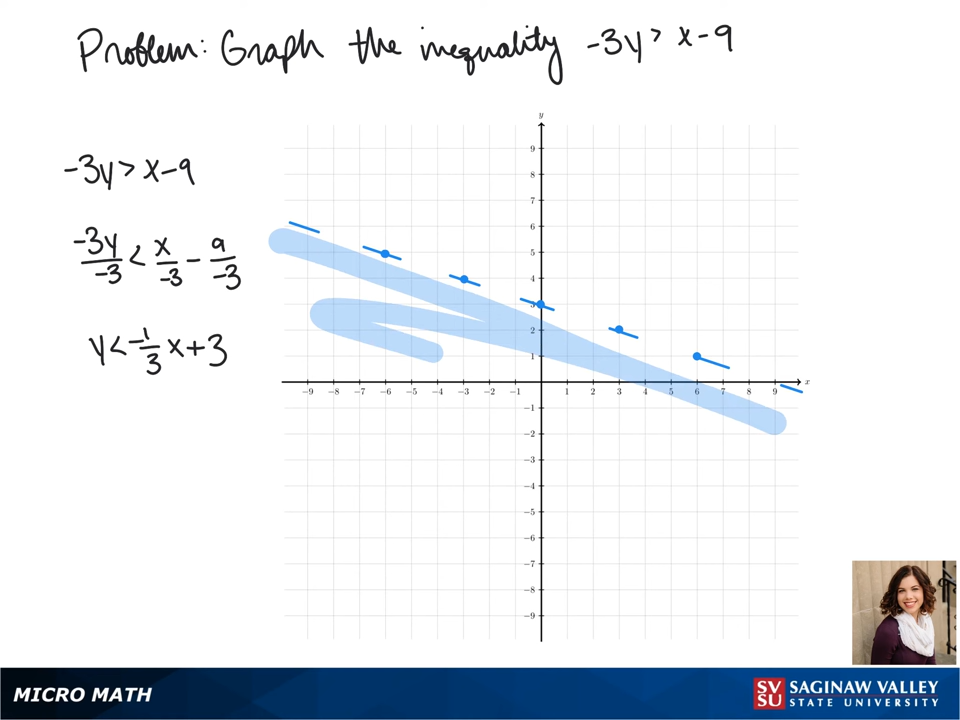 Problem: Graph the inequality -3y > x - 9
-3y > x - 9
-3y/-3 < x/-3 - 9/-3
y < -1/3 x + 3
y
9
8
7
6
5
4
3
2
1
-9 -8 -7 -6 -5 -4 -3 -2 -1 1 2 3 4 5 6 7 8 9 x
-1
-2
-3
-4
-5
-6
-7
-8
-9
MICRO MATH
SV
SU
SAGINAW VALLEY
STATE UNIVERSITY